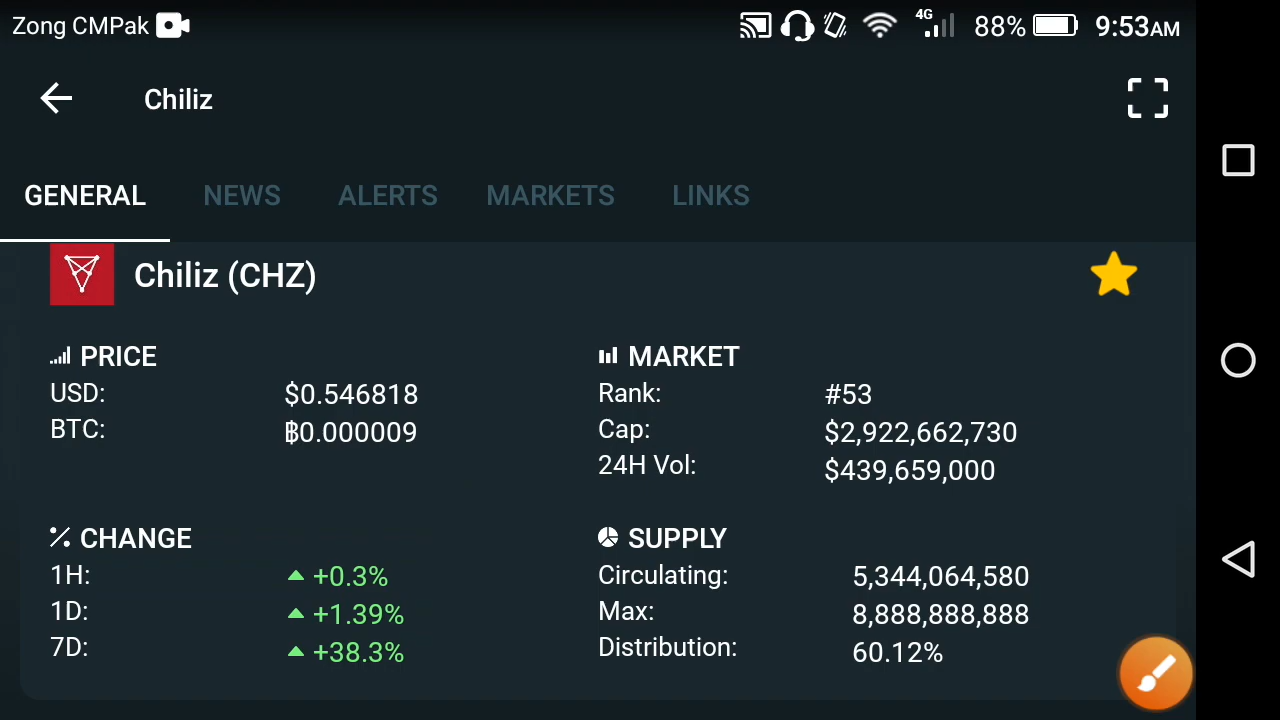 Zong CMPak 4G 88% 9:53AM
Chiliz
GENERAL NEWS ALERTS MARKETS LINKS
Chiliz (CHZ)
PRICE
USD: $0.546818
BTC: ฿0.000009
MARKET
Rank: #53
Cap: $2,922,662,730
24H Vol: $439,659,000
CHANGE
1H: +0.3%
1D: +1.39%
7D: +38.3%
SUPPLY
Circulating: 5,344,064,580
Max: 8,888,888,888
Distribution: 60.12%